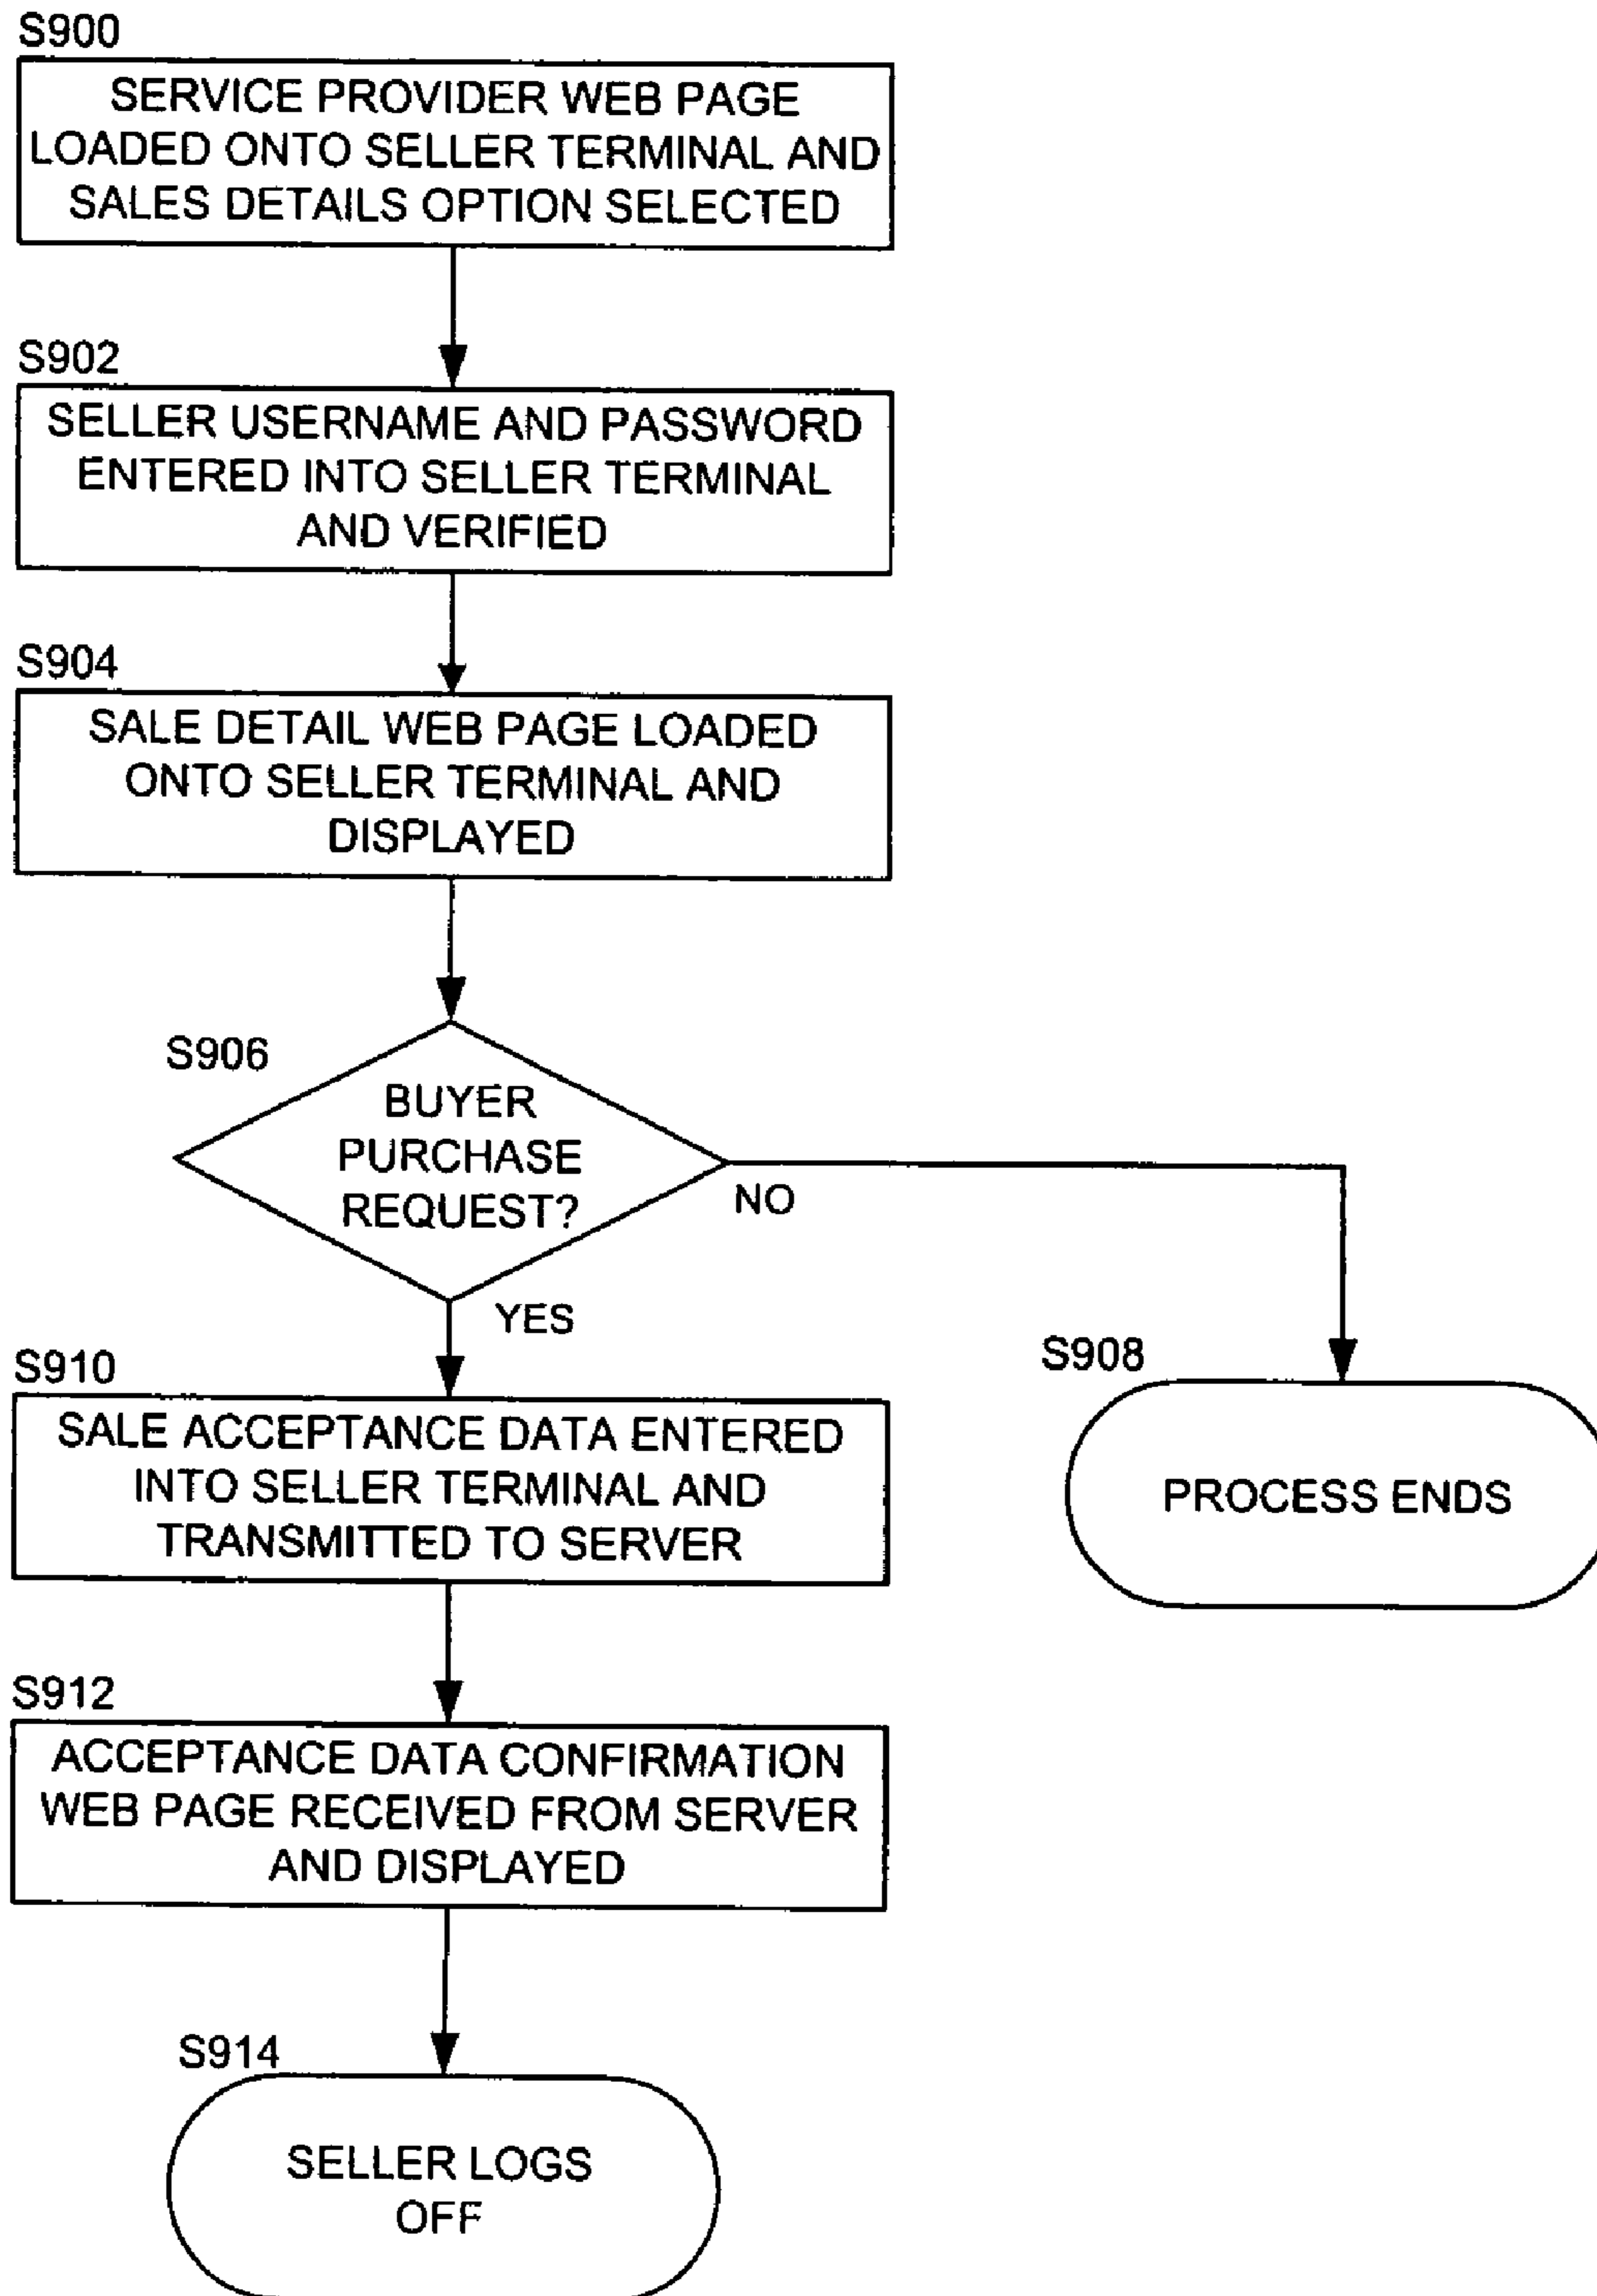 S900
SERVICE PROVIDER WEB PAGE
LOADED ONTO SELLER TERMINAL AND
SALES DETAILS OPTION SELECTED
S902
SELLER USERNAME AND PASSWORD
ENTERED INTO SELLER TERMINAL
AND VERIFIED
S904
SALE DETAIL WEB PAGE LOADED
ONTO SELLER TERMINAL AND
DISPLAYED
S906
BUYER
PURCHASE
REQUEST?
NO
YES
S908
PROCESS ENDS
S910
SALE ACCEPTANCE DATA ENTERED
INTO SELLER TERMINAL AND
TRANSMITTED TO SERVER
S912
ACCEPTANCE DATA CONFIRMATION
WEB PAGE RECEIVED FROM SERVER
AND DISPLAYED
S914
SELLER LOGS
OFF